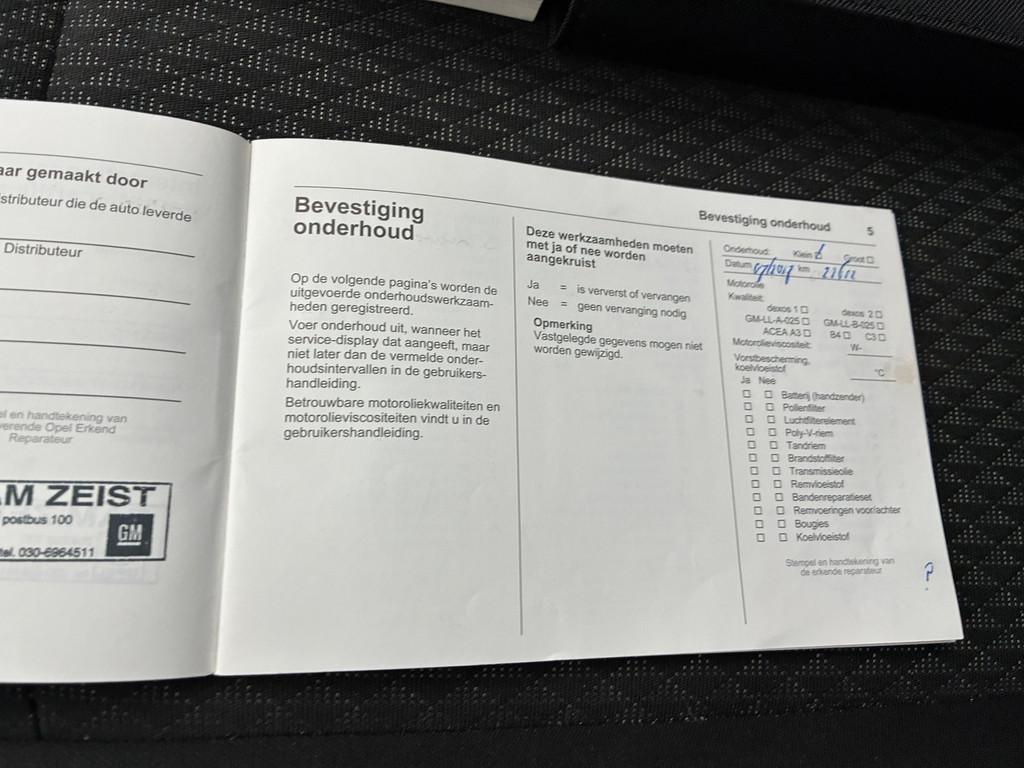 aar gemaakt door
istributeur die de auto leverde
Distributeur
el en handtekening van
verende Opel Erkend
Reparateur
AM ZEIST
postbus 100
GM
tel. 030-6964511
Bevestiging
onderhoud
Op de volgende pagina's worden de
uitgevoerde onderhoudswerkzaam-
heden geregistreerd.
Voer onderhoud uit, wanneer het
service-display dat aangeeft, maar
niet later dan de vermelde onder-
houdsintervallen in de gebruikers-
handleiding.
Betrouwbare motoroliekwaliteiten en
motorolieviscositeiten vindt u in de
gebruikershandleiding.
Deze werkzaamheden moeten
met ja of nee worden
aangekruist
Ja = is ververst of vervangen
Nee = geen vervanging nodig
Opmerking
Vastgelegde gegevens mogen niet
worden gewijzigd.
Bevestiging onderhoud 5
Onderhoud: Klein Groot
Datum km
Motorolie
Kwaliteit:
dexos 1 dexos 2
GM-LL-A-025 GM-LL-B-025
ACEA A3 B4 C3
Motorolieviscositeit: W-
Vorstbescherming,
koelvloeistof °C
Ja Nee
Batterij (handzender)
Pollenfilter
Luchtfilterelement
Poly-V-riem
Tandriem
Brandstoffilter
Transmissieolie
Remvloeistof
Bandenreparatieset
Remvoeringen voor/achter
Bougies
Koelvloeistof
Stempel en handtekening van
de erkende reparateur
?